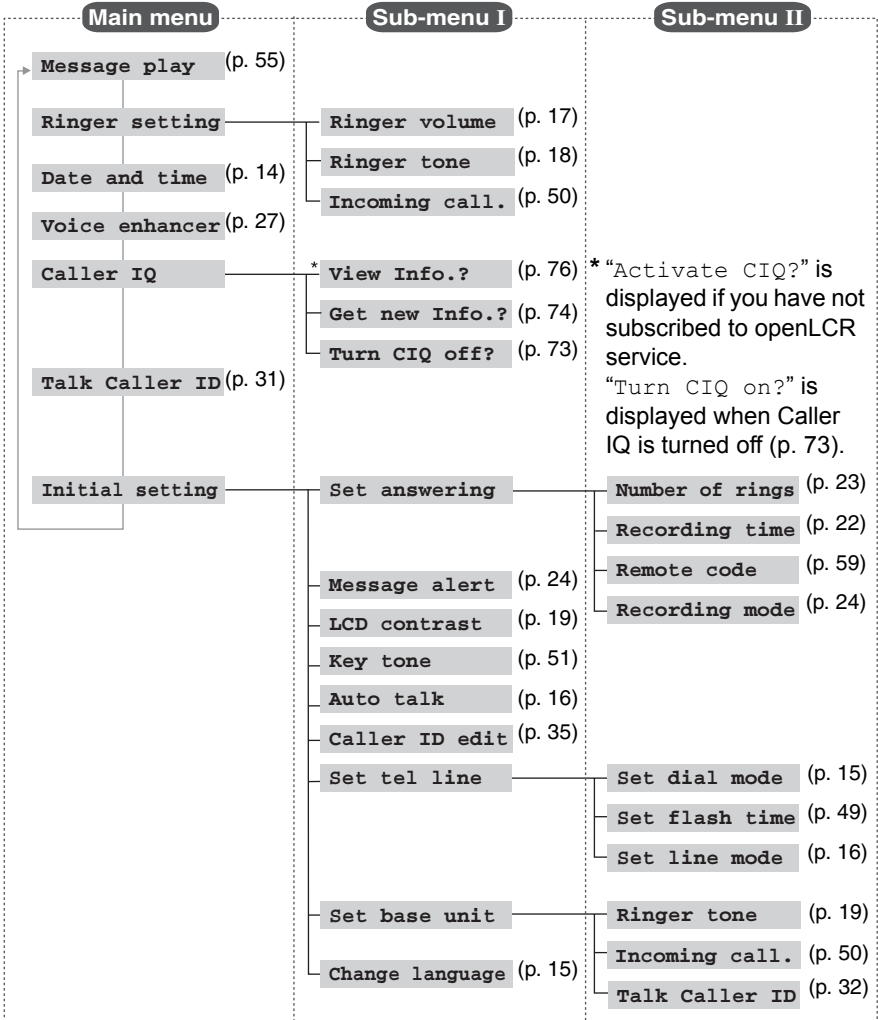 Main menu Sub-menu I Sub-menu II
Message play (p. 55)
Ringer setting Ringer volume (p. 17)
Ringer tone (p. 18)
Date and time (p. 14)
Incoming call. (p. 50)
Voice enhancer (p. 27)
Caller IQ * View Info.? (p. 76)
Get new Info.? (p. 74)
Turn CIQ off? (p. 73)
* "Activate CIQ?" is
displayed if you have not
subscribed to openLCR
service.
"Turn CIQ on?" is
displayed when Caller
IQ is turned off (p. 73).
Talk Caller ID (p. 31)
Initial setting Set answering Number of rings (p. 23)
Recording time (p. 22)
Remote code (p. 59)
Recording mode (p. 24)
Message alert (p. 24)
LCD contrast (p. 19)
Key tone (p. 51)
Auto talk (p. 16)
Caller ID edit (p. 35)
Set tel line Set dial mode (p. 15)
Set flash time (p. 49)
Set line mode (p. 16)
Set base unit Ringer tone (p. 19)
Incoming call. (p. 50)
Talk Caller ID (p. 32)
Change language (p. 15)